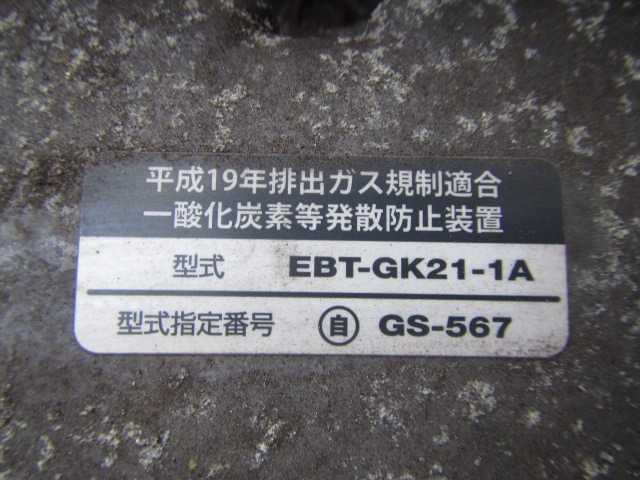 平成19年排出ガス規制適合
一酸化炭素等発散防止装置
型式 EBT-GK21-1A
型式指定番号 自 GS-567